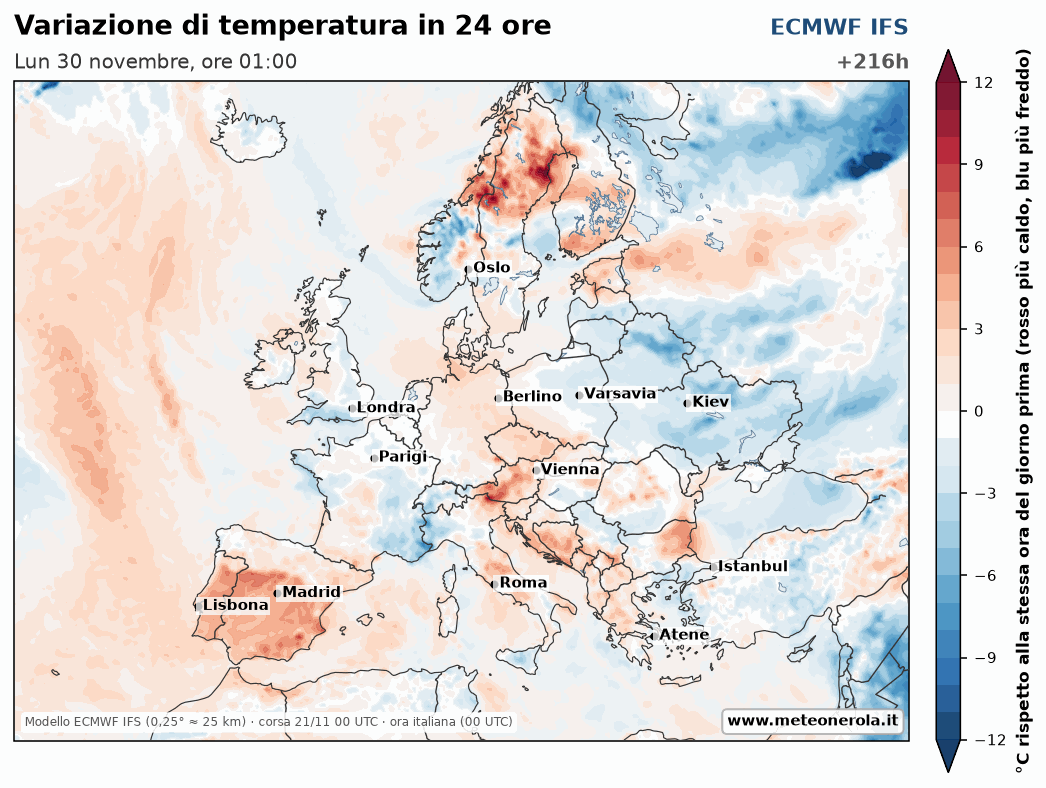 Variazione di temperatura in 24 ore
ECMWF IFS
Lun 30 novembre, ore 01:00
+216h
Oslo
Londra
Berlino
Varsavia
Kiev
Parigi
Vienna
Istanbul
Roma
Madrid
Lisbona
Atene
Modello ECMWF IFS (0,25° ≈ 25 km) · corsa 21/11 00 UTC · ora italiana (00 UTC)
www.meteonerola.it
12
9
6
3
0
−3
−6
−9
−12
°C rispetto alla stessa ora del giorno prima (rosso più caldo, blu più freddo)